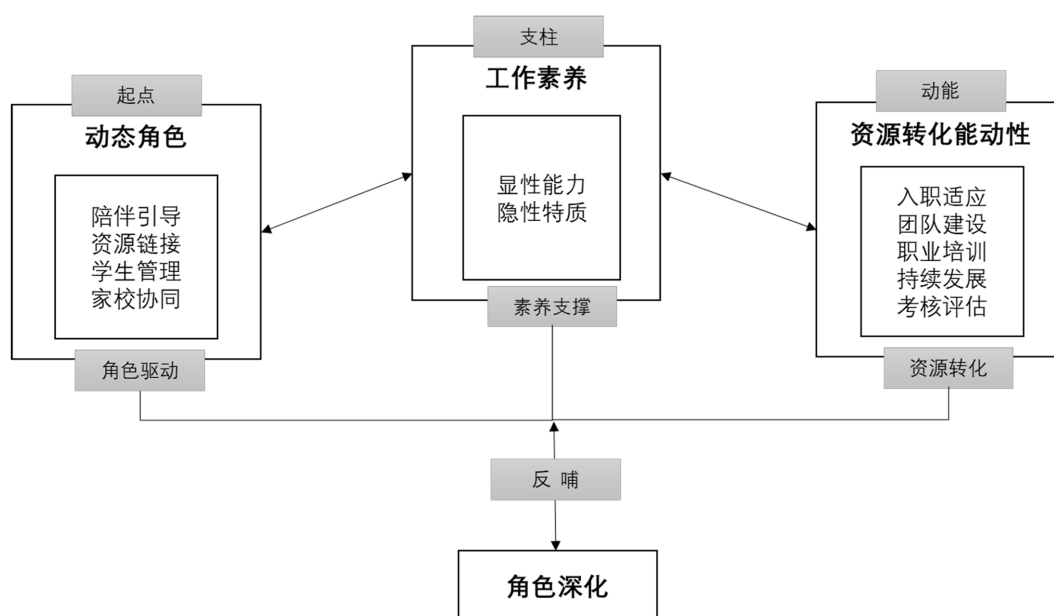 起点
动态角色
陪伴引导
资源链接
学生管理
家校协同
角色驱动
支柱
工作素养
显性能力
隐性特质
素养支撑
动能
资源转化能动性
入职适应
团队建设
职业培训
持续发展
考核评估
资源转化
反 哺
角色深化